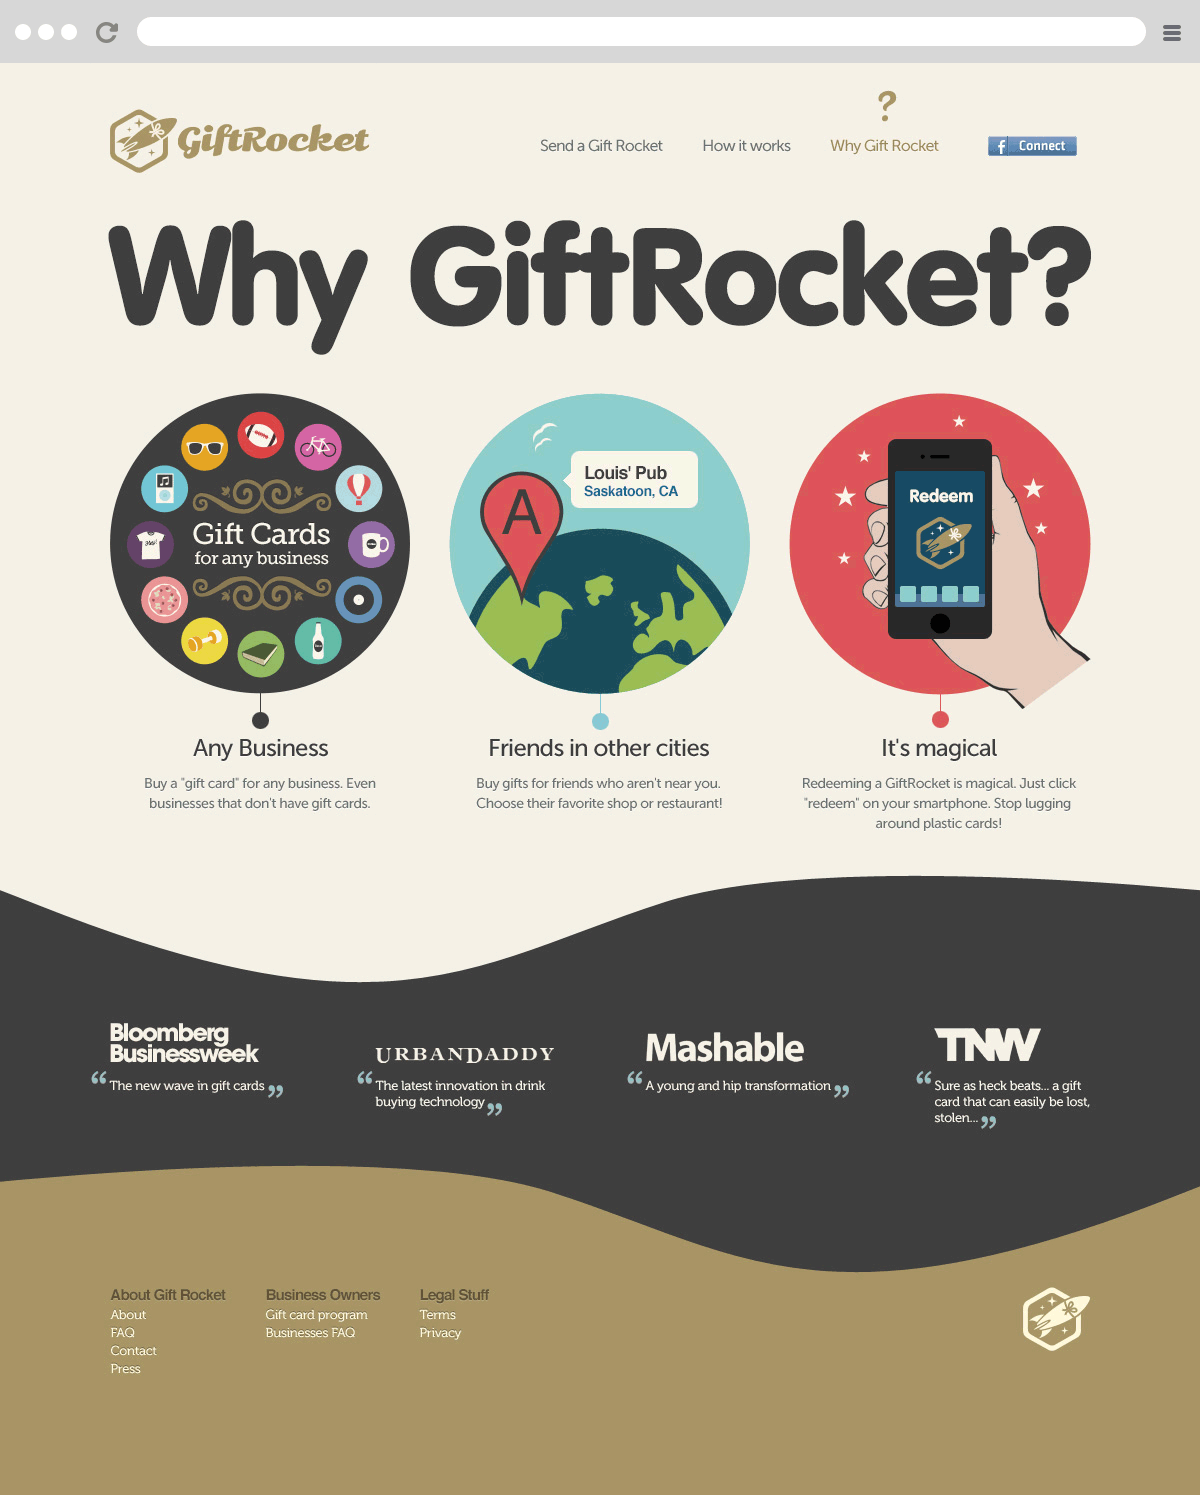 GiftRocket
?
Send a Gift Rocket
How it works
Why Gift Rocket
f Connect
Why GiftRocket?
Gift Cards
for any business
A
Louis' Pub
Saskatoon, CA
Redeem
Any Business
Buy a "gift card" for any business. Even
businesses that don't have gift cards.
Friends in other cities
Buy gifts for friends who aren't near you.
Choose their favorite shop or restaurant!
It's magical
Redeeming a GiftRocket is magical. Just click
"redeem" on your smartphone. Stop lugging
around plastic cards!
Bloomberg
Businessweek
“The new wave in gift cards”
URBANDADDY
“The latest innovation in drink
buying technology”
Mashable
“A young and hip transformation”
TNW
“Sure as heck beats... a gift
card that can easily be lost,
stolen...”
About Gift Rocket
About
FAQ
Contact
Press
Business Owners
Gift card program
Businesses FAQ
Legal Stuff
Terms
Privacy